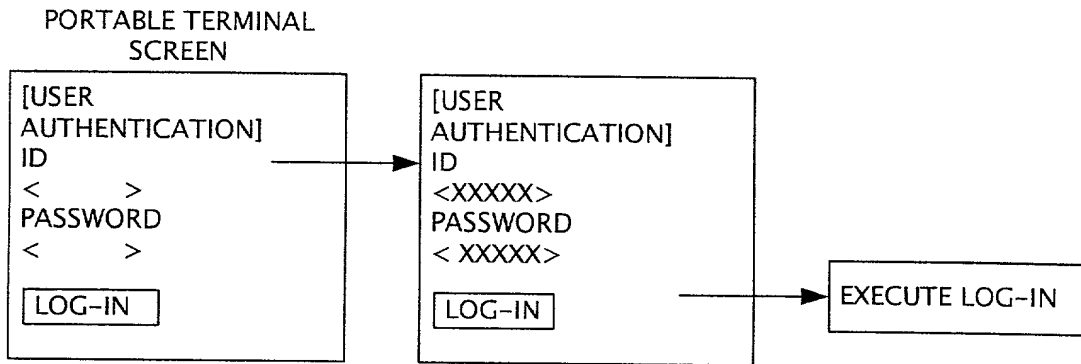 PORTABLE TERMINAL
SCREEN
[USER
AUTHENTICATION]
ID
<          >
PASSWORD
<          >
LOG-IN
[USER
AUTHENTICATION]
ID
<XXXXX>
PASSWORD
< XXXXX>
LOG-IN
EXECUTE LOG-IN